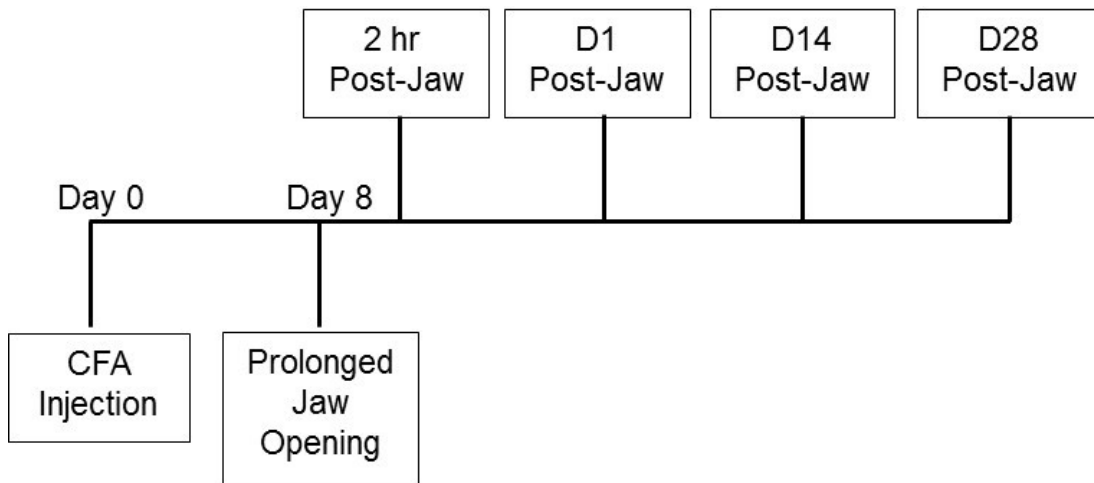 2 hr
Post-Jaw
D1
Post-Jaw
D14
Post-Jaw
D28
Post-Jaw
Day 0
Day 8
CFA
Injection
Prolonged
Jaw
Opening